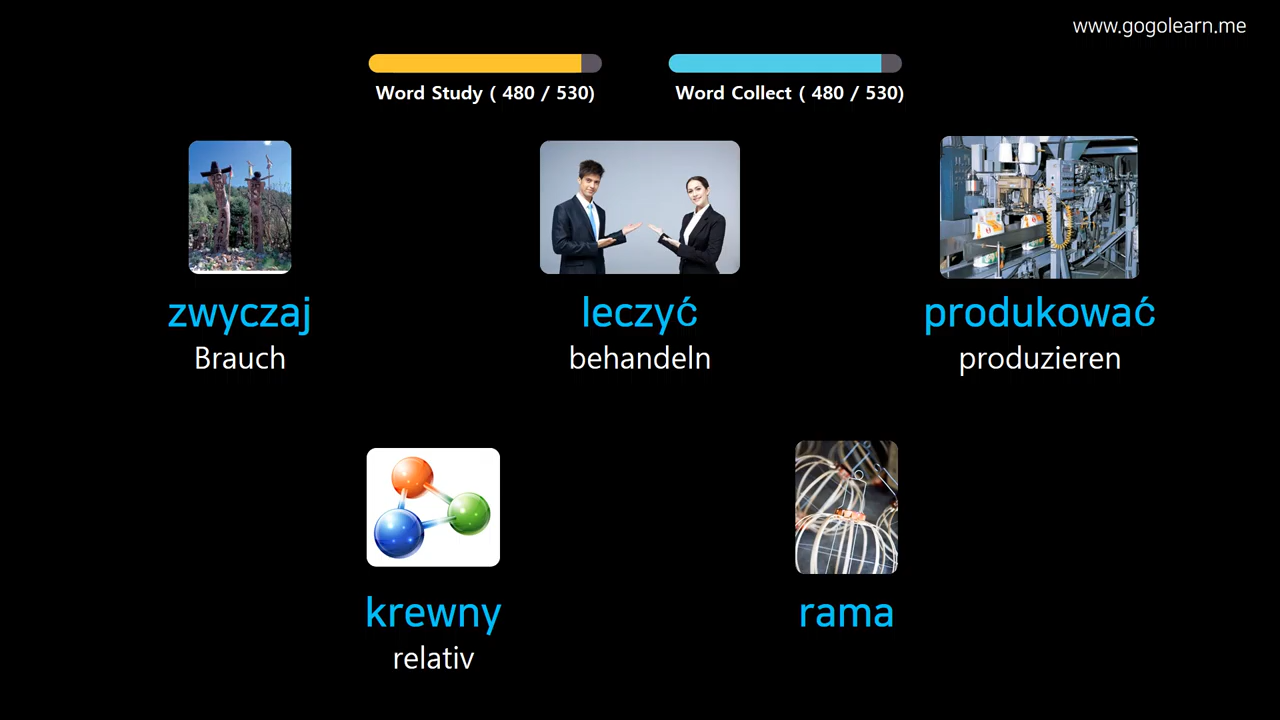 www.gogolearn.me
Word Study ( 480 / 530)
Word Collect ( 480 / 530)
zwyczaj
Brauch
leczyć
behandeln
produkować
produzieren
krewny
relativ
rama